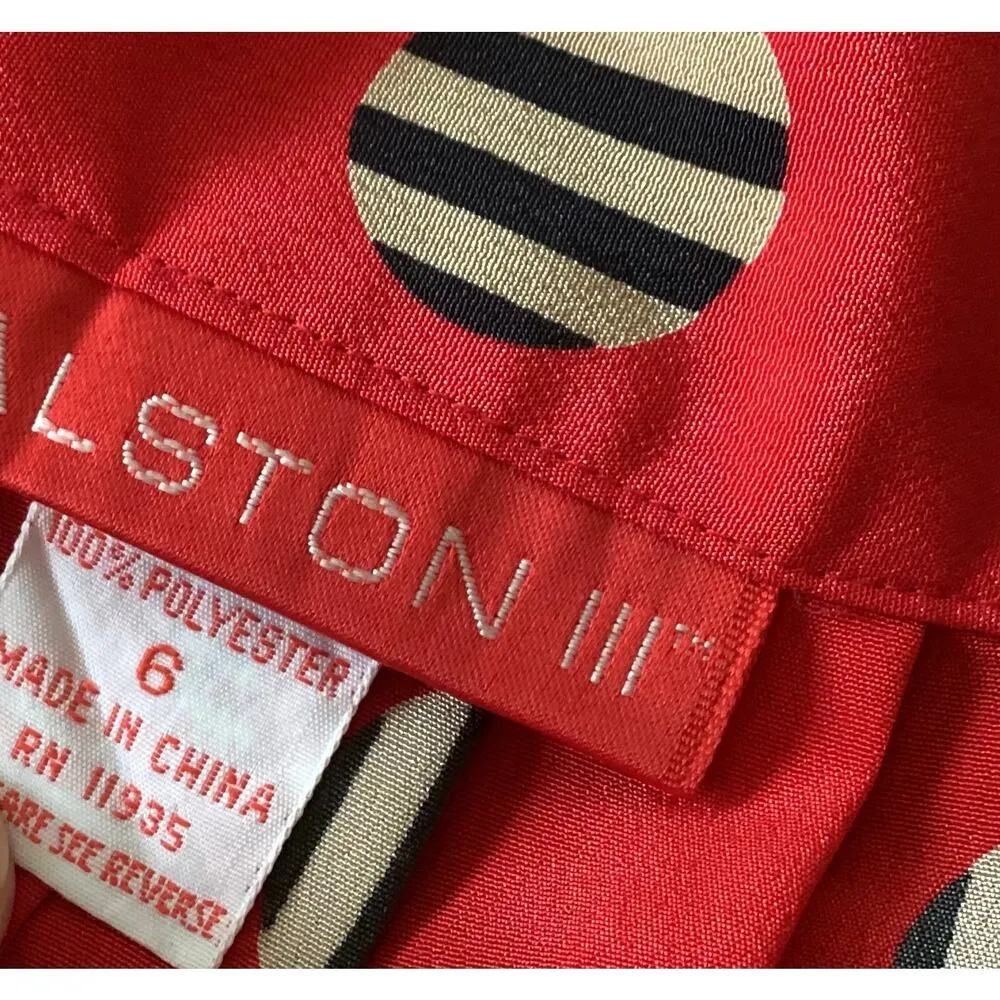 ALSTON III™
100% POLYESTER
6
MADE IN CHINA
RN 11935
CARE SEE REVERSE